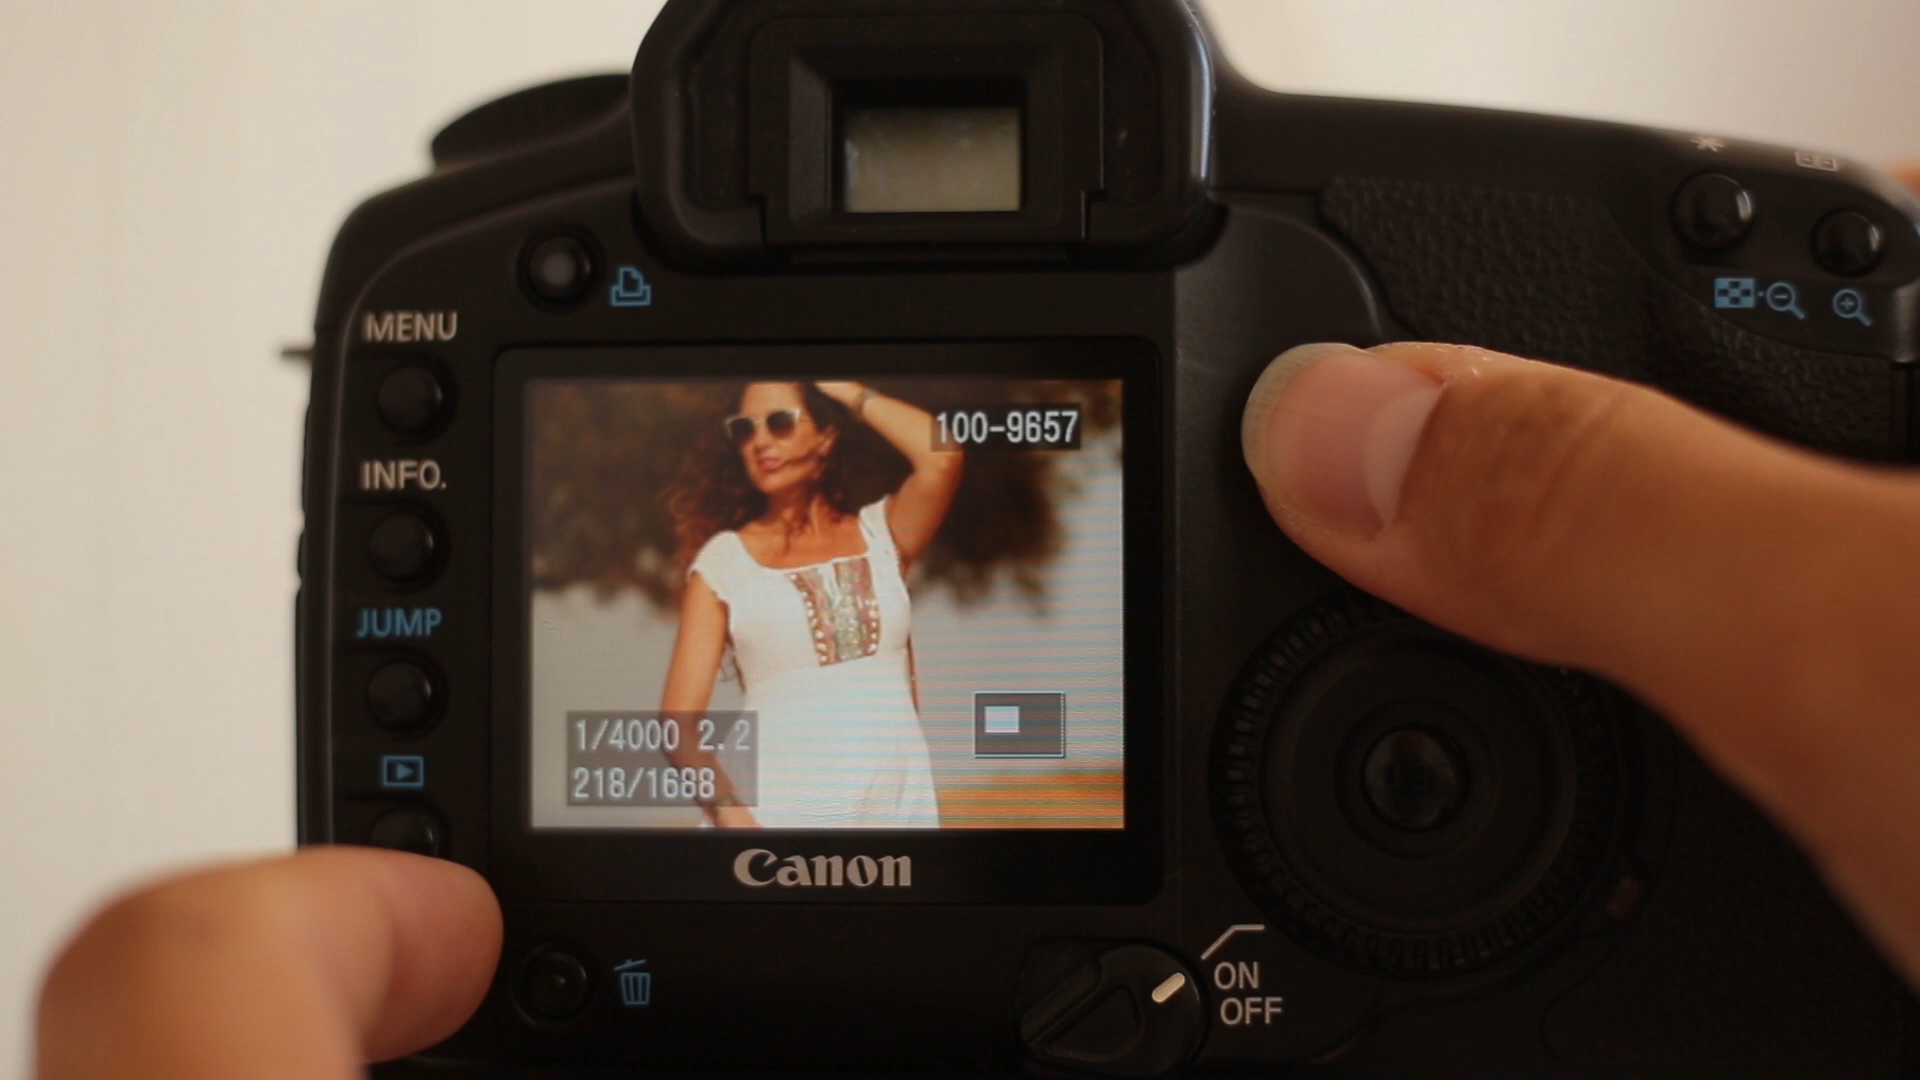 MENU
INFO.
JUMP
100-9657
1/4000 2.2
218/1688
Canon
ON
OFF